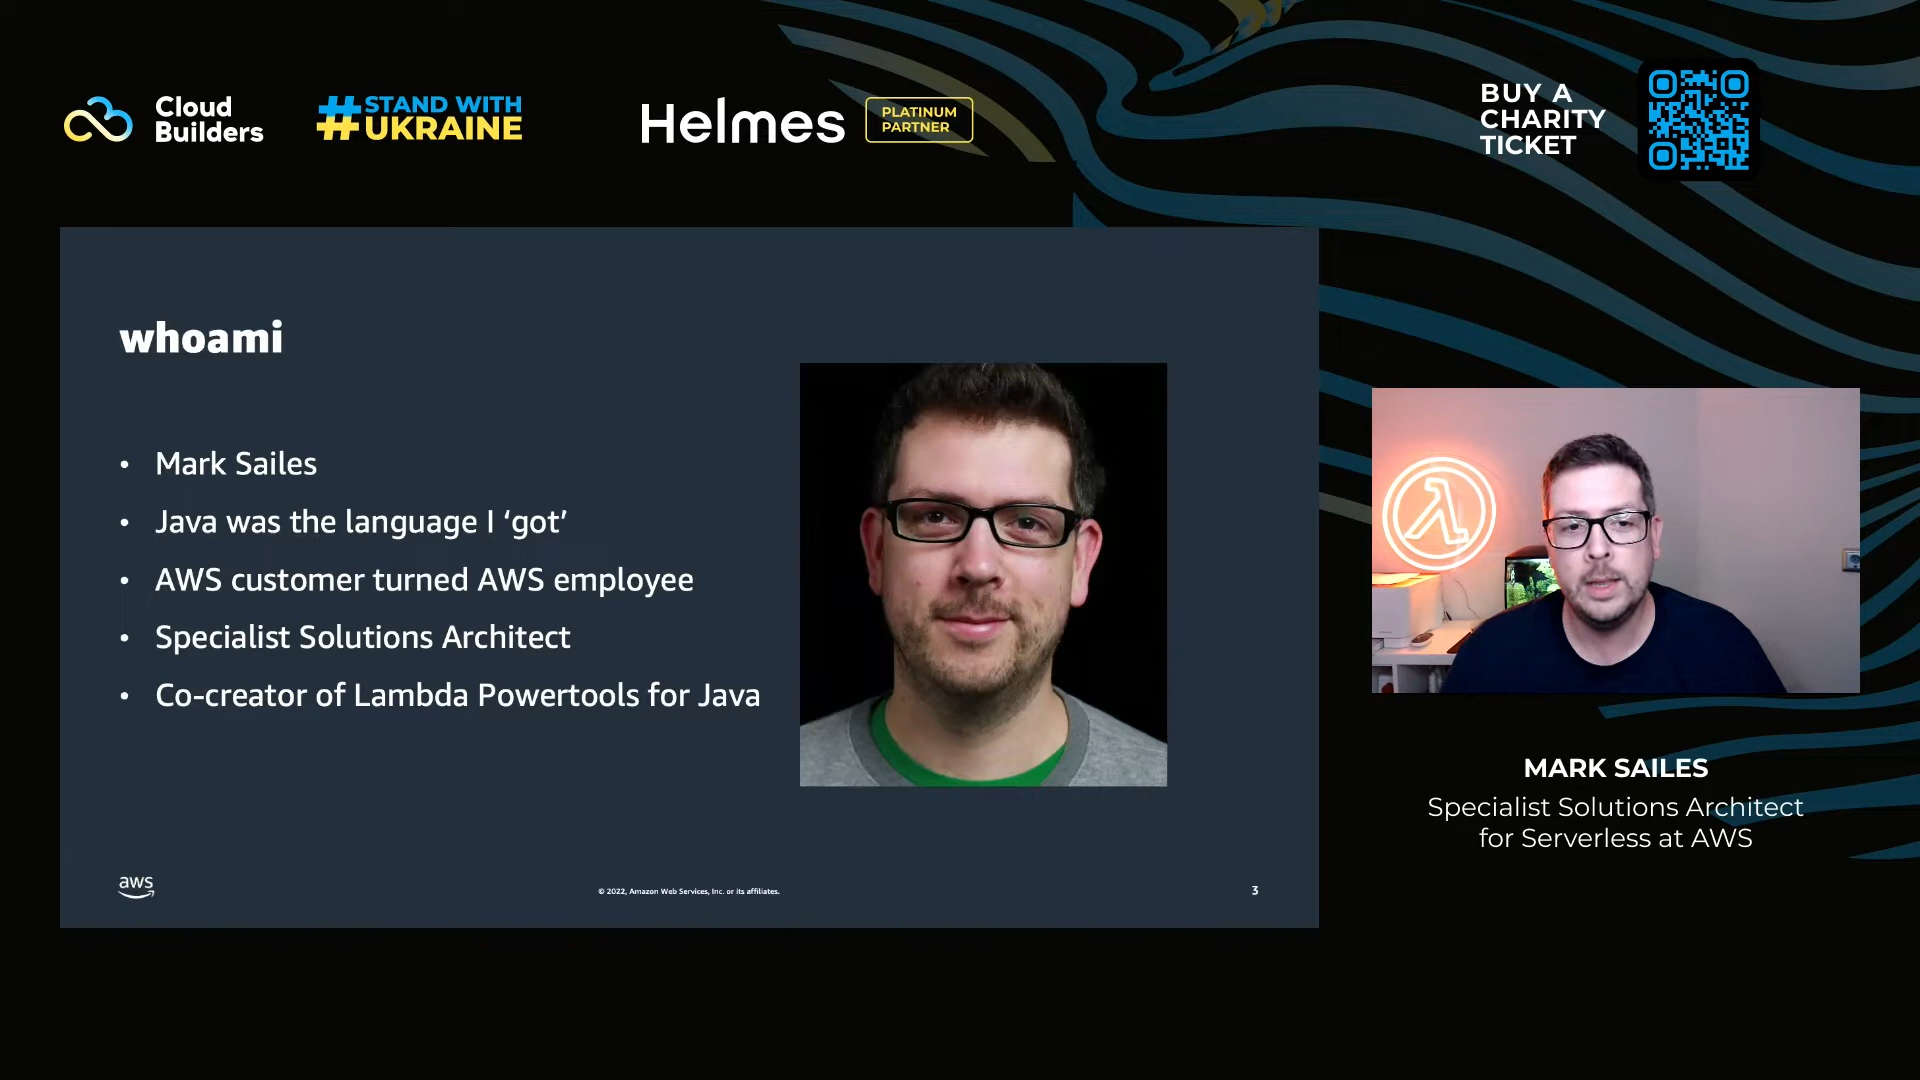 Cloud
Builders
#STAND WITH
UKRAINE
Helmes
PLATINUM
PARTNER
BUY A
CHARITY
TICKET
whoami
• Mark Sailes
• Java was the language I ‘got’
• AWS customer turned AWS employee
• Specialist Solutions Architect
• Co-creator of Lambda Powertools for Java
MARK SAILES
Specialist Solutions Architect
for Serverless at AWS
aws
© 2022, Amazon Web Services, Inc. or its affiliates.
3